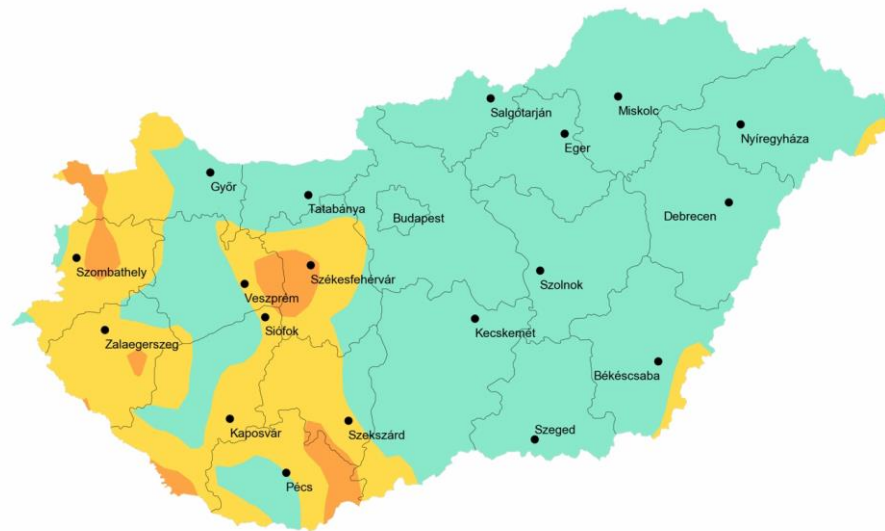 Salgótarján
Miskolc
Eger
Nyíregyháza
Győr
Tatabánya
Budapest
Debrecen
Szombathely
Székesfehérvár
Veszprém
Szolnok
Siófok
Zalaegerszeg
Kecskemét
Békéscsaba
Kaposvár
Szekszárd
Szeged
Pécs